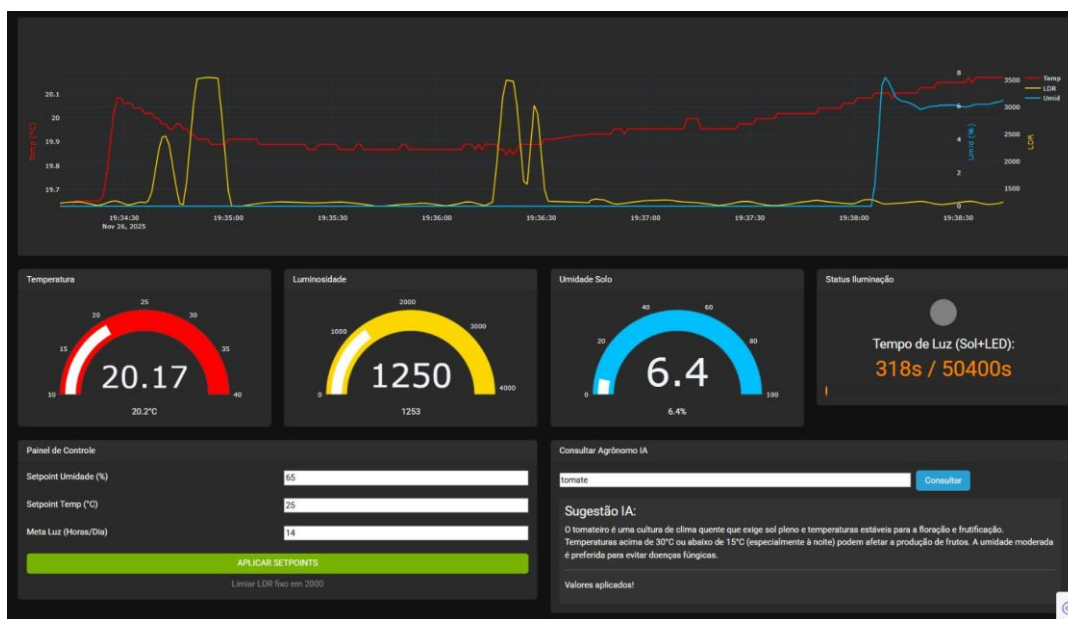 8
3500
Temp
LDR
Umid
20.1
20
19.9
19.8
19.7
Temp (°C)
6
3000
4
2500
2
2000
0
1500
Umid (%)
LDR
19:34:30
Nov 26, 2025
19:35:00
19:35:30
19:36:00
19:36:30
19:37:00
19:37:30
19:38:00
19:38:30
Temperatura
10
15
20
25
30
35
40
20.17
20.2°C
Luminosidade
0
1000
2000
3000
4000
1250
1253
Umidade Solo
0
20
40
60
80
100
6.4
6.4%
Status Iluminação
Tempo de Luz (Sol+LED):
318s / 50400s
Painel de Controle
Setpoint Umidade (%)
65
Setpoint Temp (°C)
25
Meta Luz (Horas/Dia)
14
APLICAR SETPOINTS
Limiar LDR fixo em 2000
Consultar Agrônomo IA
tomate
Consultar
Sugestão IA:
O tomateiro é uma cultura de clima quente que exige sol pleno e temperaturas estáveis para a floração e frutificação.
Temperaturas acima de 30°C ou abaixo de 15°C (especialmente à noite) podem afetar a produção de frutos. A umidade moderada
é preferida para evitar doenças fúngicas.
Valores aplicados!